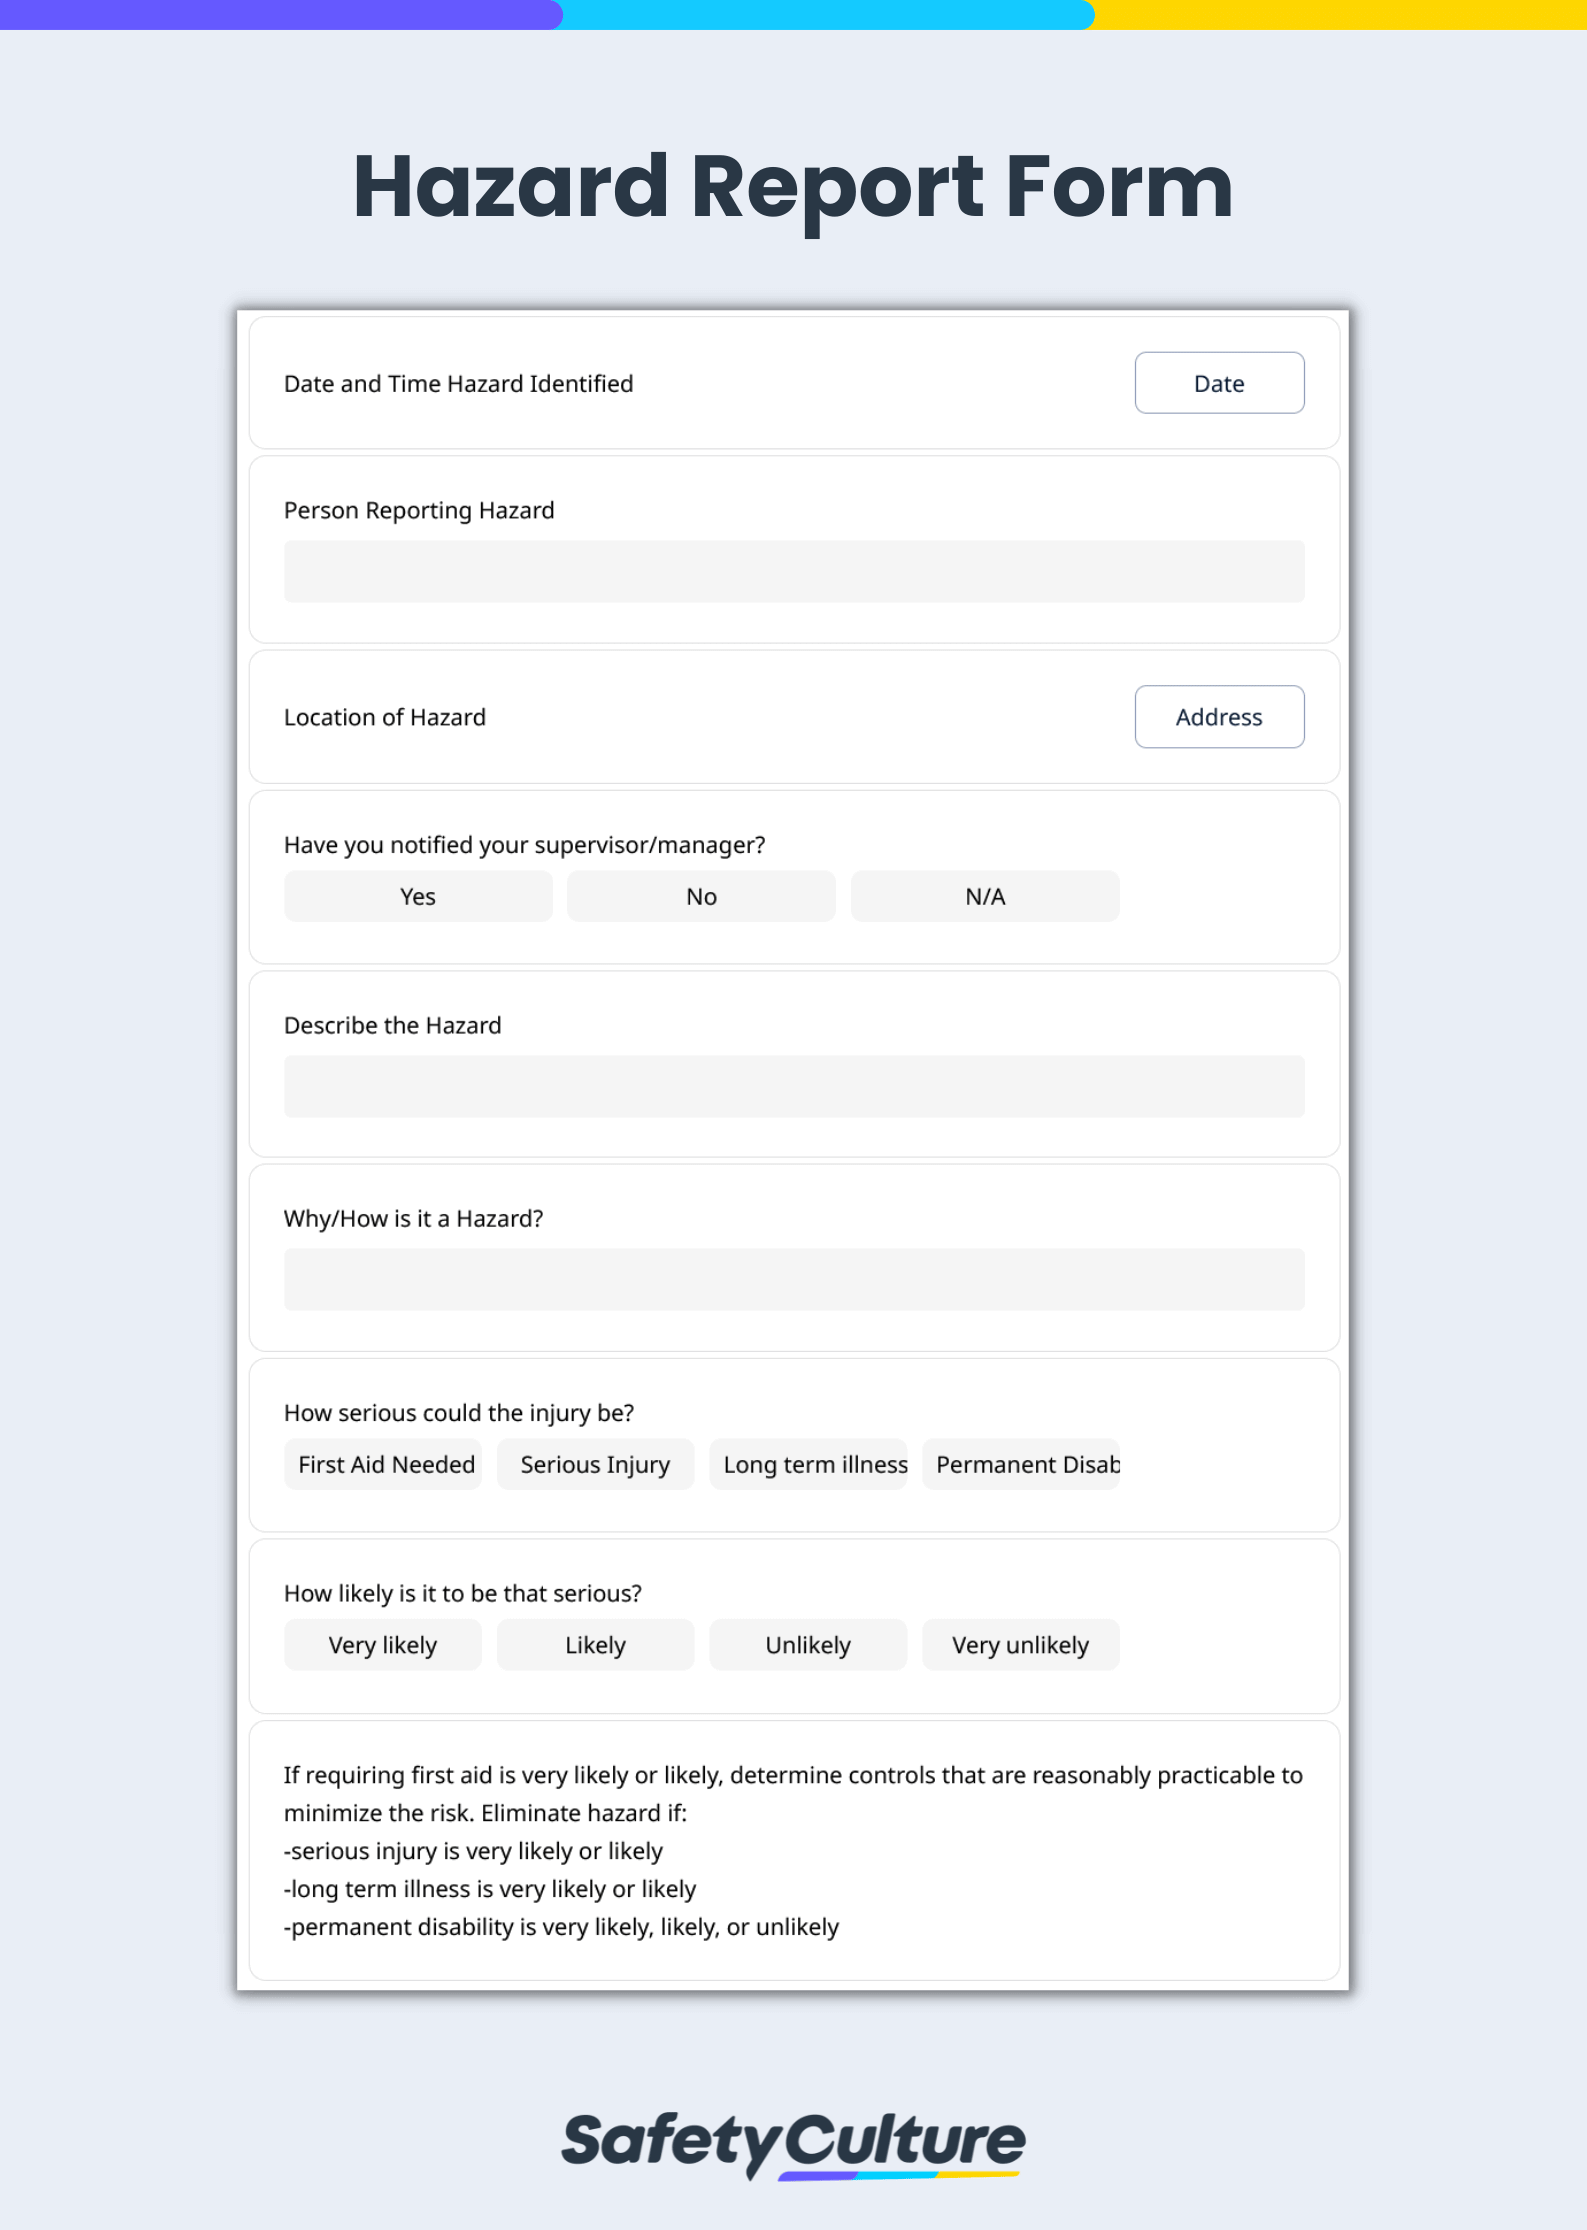 Hazard Report Form
Date and Time Hazard Identified
Date
Person Reporting Hazard
Location of Hazard
Address
Have you notified your supervisor/manager?
Yes
No
N/A
Describe the Hazard
Why/How is it a Hazard?
How serious could the injury be?
First Aid Needed
Serious Injury
Long term illness
Permanent Disab
How likely is it to be that serious?
Very likely
Likely
Unlikely
Very unlikely
If requiring first aid is very likely or likely, determine controls that are reasonably practicable to
minimize the risk. Eliminate hazard if:
-serious injury is very likely or likely
-long term illness is very likely or likely
-permanent disability is very likely, likely, or unlikely
SafetyCulture